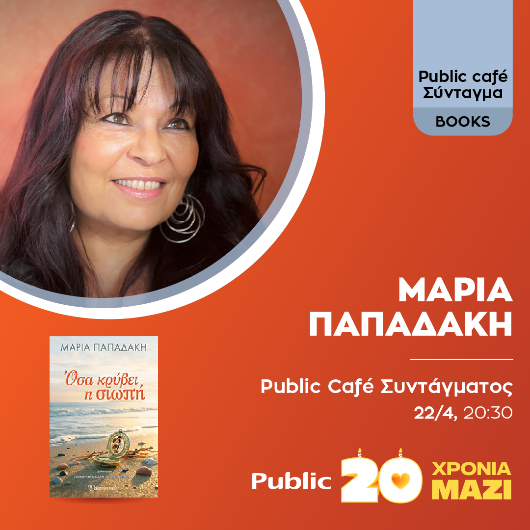 Public café
Σύνταγμα
BOOKS
ΜΑΡΙΑ
ΠΑΠΑΔΑΚΗ
Public Café Συντάγματος
22/4, 20:30
ΜΑΡΙΑ ΠΑΠΑΔΑΚΗ
Όσα κρύβει
η σιωπή
Public 20 ΧΡΟΝΙΑ
ΜΑΖΙ